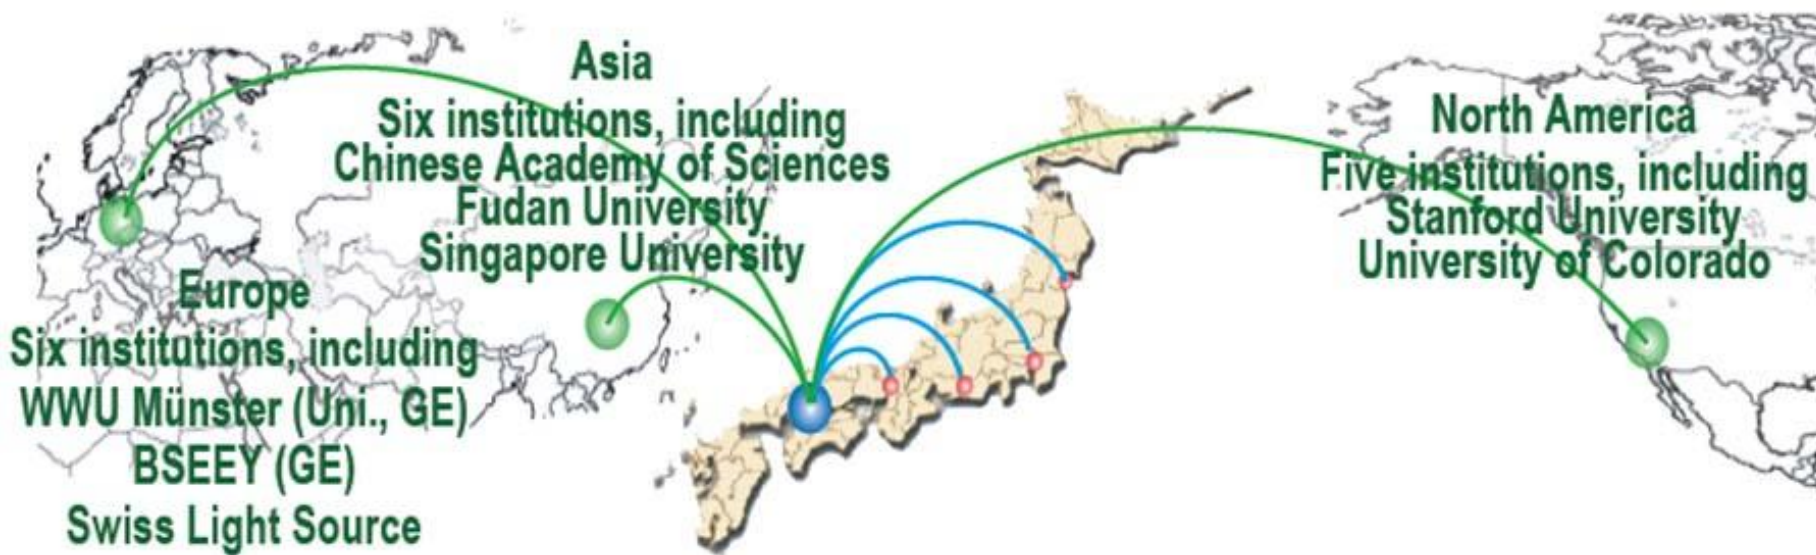 Asia
Six institutions, including
Chinese Academy of Sciences
Fudan University
Singapore University
North America
Five institutions, including
Stanford University
University of Colorado
Europe
Six institutions, including
WWU Münster (Uni., GE)
BSEEY (GE)
Swiss Light Source